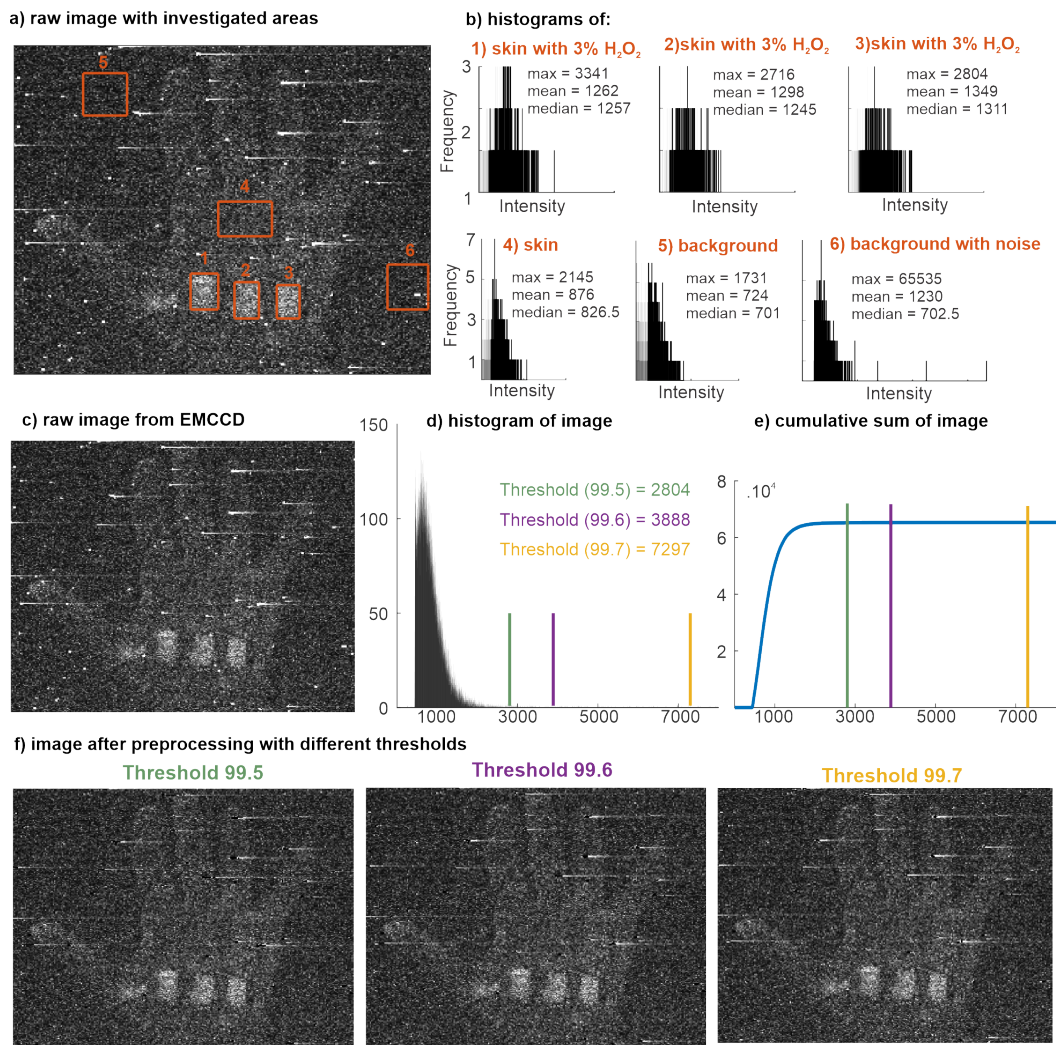 a) raw image with investigated areas
5
4
6
1
2
3
b) histograms of:
1) skin with 3% H₂O₂
3
2
1
Frequency
max = 3341
mean = 1262
median = 1257
Intensity
2)skin with 3% H₂O₂
max = 2716
mean = 1298
median = 1245
Intensity
3)skin with 3% H₂O₂
max = 2804
mean = 1349
median = 1311
Intensity
4) skin
7
5
3
1
Frequency
max = 2145
mean = 876
median = 826.5
Intensity
5) background
max = 1731
mean = 724
median = 701
Intensity
6) background with noise
max = 65535
mean = 1230
median = 702.5
Intensity
c) raw image from EMCCD
d) histogram of image
150
100
50
0
Threshold (99.5) = 2804
Threshold (99.6) = 3888
Threshold (99.7) = 7297
1000 3000 5000 7000
e) cumulative sum of image
8
6
4
2
0
.10⁴
1000 3000 5000 7000
f) image after preprocessing with different thresholds
Threshold 99.5
Threshold 99.6
Threshold 99.7